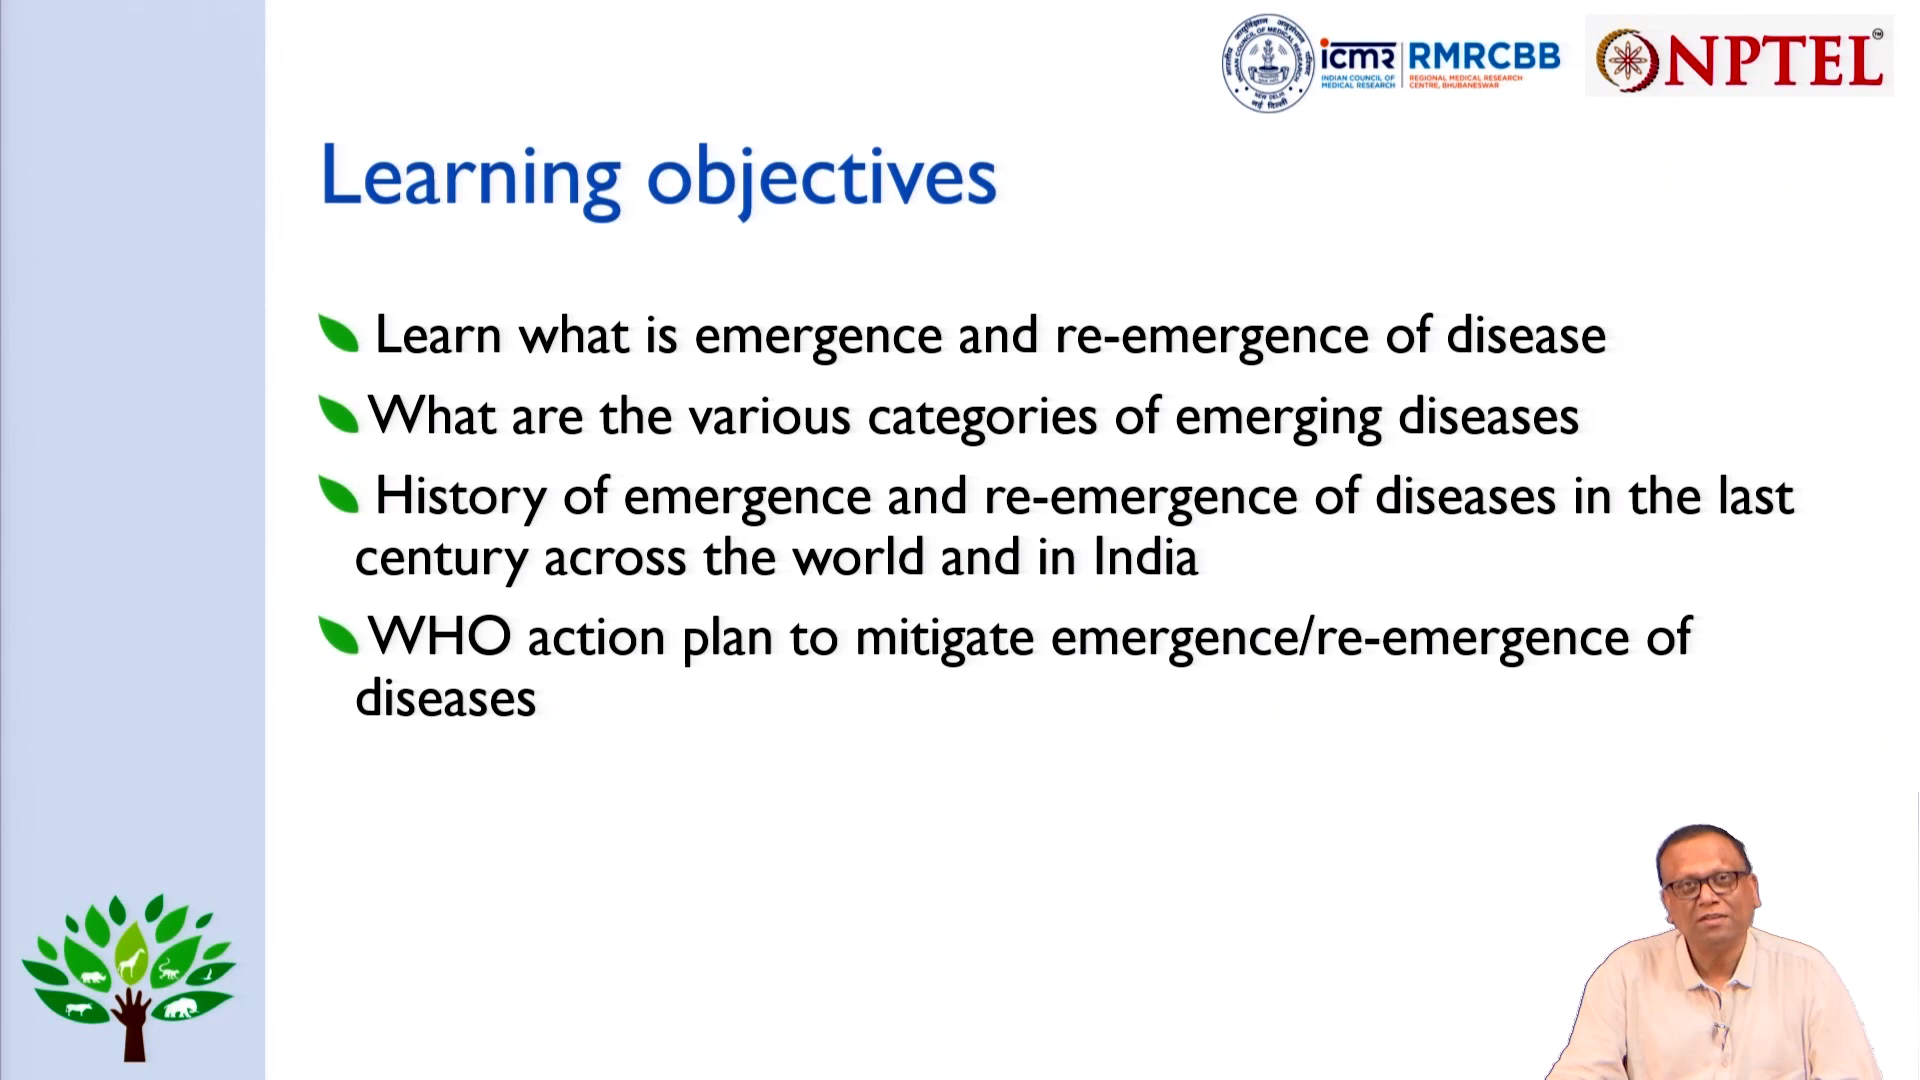 icmr
INDIAN COUNCIL OF
MEDICAL RESEARCH
RMRCBB
REGIONAL MEDICAL RESEARCH
CENTRE, BHUBANESWAR
NPTEL™
Learning objectives
Learn what is emergence and re-emergence of disease
What are the various categories of emerging diseases
History of emergence and re-emergence of diseases in the last
century across the world and in India
WHO action plan to mitigate emergence/re-emergence of
diseases